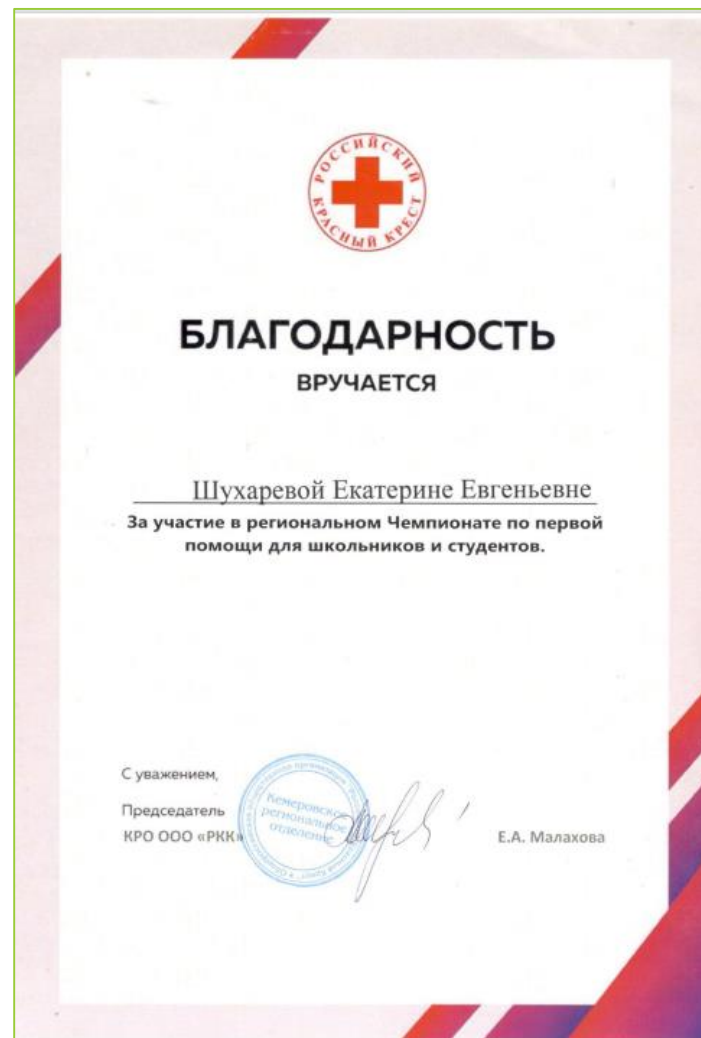 РОССИЙСКИЙ
КРАСНЫЙ КРЕСТ
БЛАГОДАРНОСТЬ
ВРУЧАЕТСЯ
Шухаревой Екатерине Евгеньевне
За участие в региональном Чемпионате по первой
помощи для школьников и студентов.
С уважением,
Председатель
КРО ООО «РКК»
Кемеровское
региональное
отделение
Е.А. Малахова